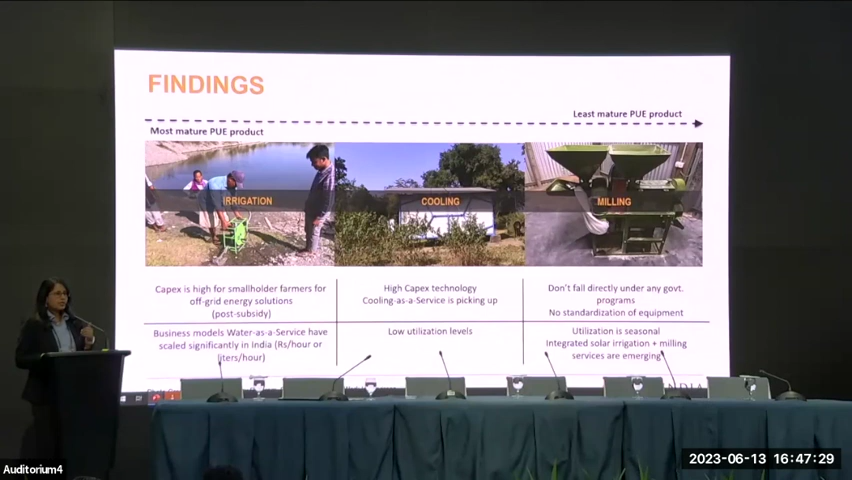 FINDINGS
Least mature PUE product
Most mature PUE product
IRRIGATION
COOLING
MILLING
Capex is high for smallholder farmers for
off-grid energy solutions
(post-subsidy)
High Capex technology
Cooling-as-a-Service is picking up
Don't fall directly under any govt.
programs
No standardization of equipment
Business models Water-as-a-Service have
scaled significantly in India (Rs/hour or
liters/hour)
Low utilization levels
Utilization is seasonal
Integrated solar irrigation + milling
services are emerging
Auditorium4
2023-06-13 16:47:29